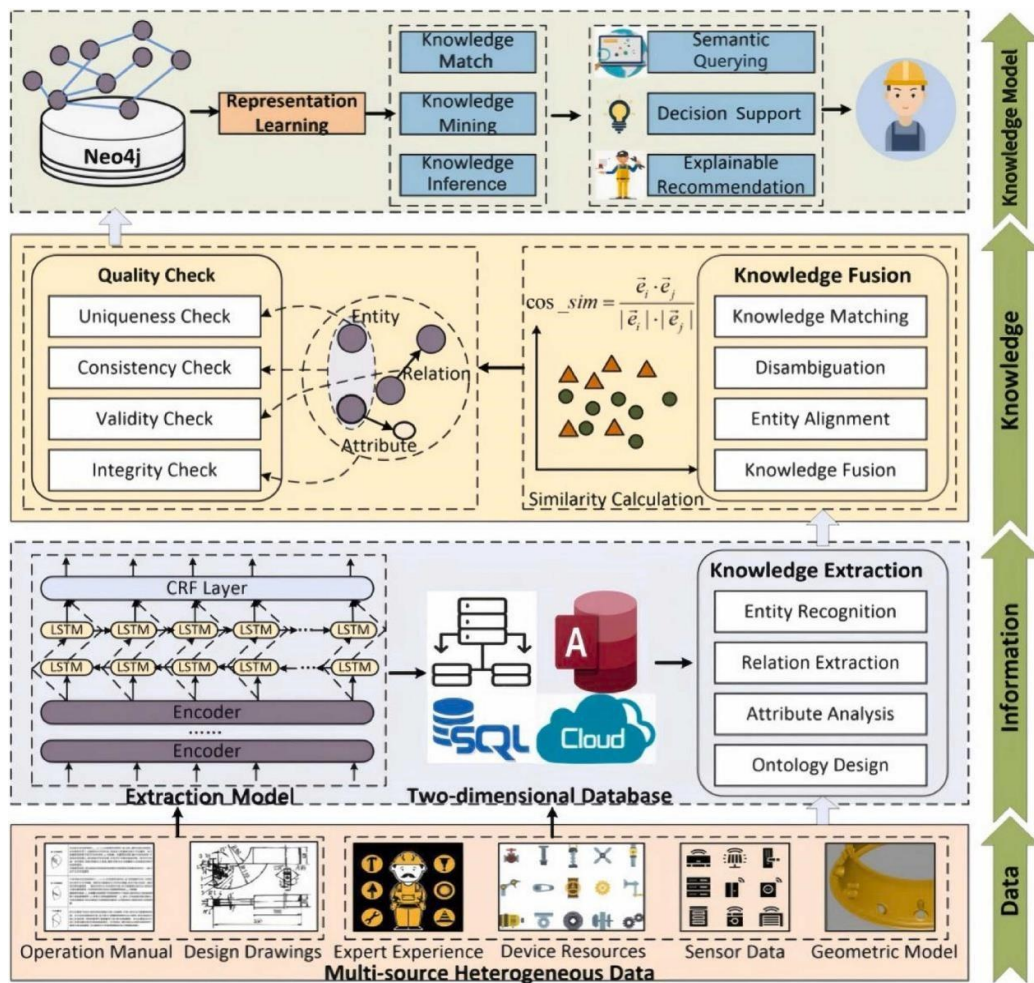 Neo4j
Representation
Learning
Knowledge
Match
Knowledge
Mining
Knowledge
Inference
Semantic
Querying
Decision Support
Explainable
Recommendation
Knowledge Model
Quality Check
Uniqueness Check
Consistency Check
Validity Check
Integrity Check
Entity
Relation
Attribute
cos _sim = e⃗i · e⃗j / |e⃗i| · |e⃗j|
Similarity Calculation
Knowledge Fusion
Knowledge Matching
Disambiguation
Entity Alignment
Knowledge Fusion
Knowledge
CRF Layer
LSTM LSTM LSTM LSTM LSTM
LSTM LSTM LSTM LSTM LSTM
Encoder
......
Encoder
Extraction Model
A
SQL
Cloud
Two-dimensional Database
Knowledge Extraction
Entity Recognition
Relation Extraction
Attribute Analysis
Ontology Design
Information
Operation Manual
Design Drawings
Expert Experience
Device Resources
Sensor Data
Geometric Model
Multi-source Heterogeneous Data
Data